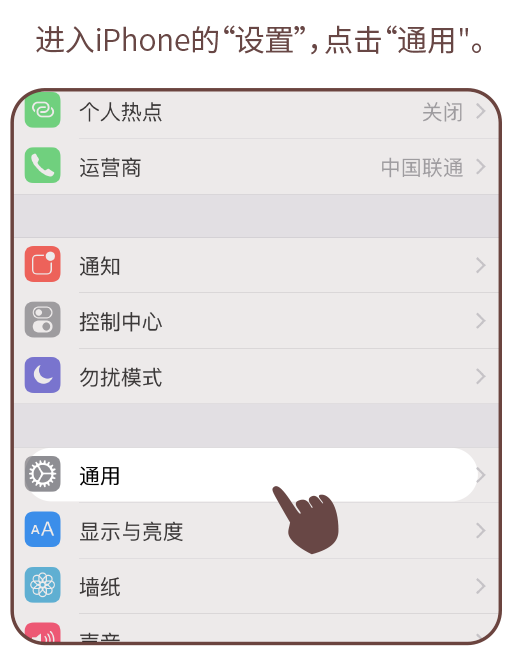 进入iPhone的“设置”，点击“通用"。
个人热点 关闭
运营商 中国联通
通知
控制中心
勿扰模式
通用
AA 显示与亮度
墙纸
声音